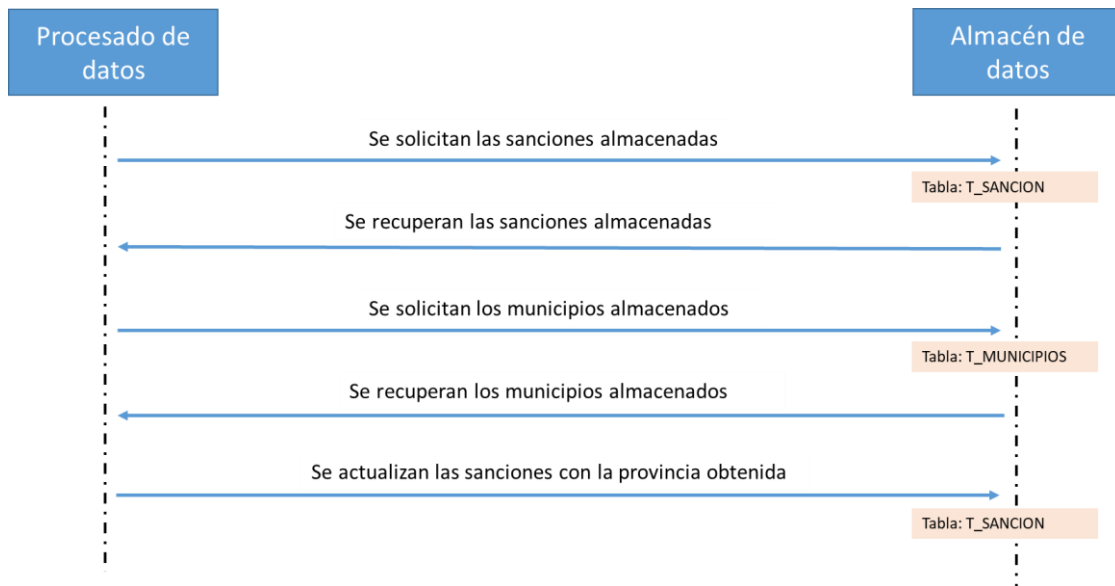 Procesado de
datos
Almacén de
datos
Se solicitan las sanciones almacenadas
Tabla: T_SANCION
Se recuperan las sanciones almacenadas
Se solicitan los municipios almacenados
Tabla: T_MUNICIPIOS
Se recuperan los municipios almacenados
Se actualizan las sanciones con la provincia obtenida
Tabla: T_SANCION